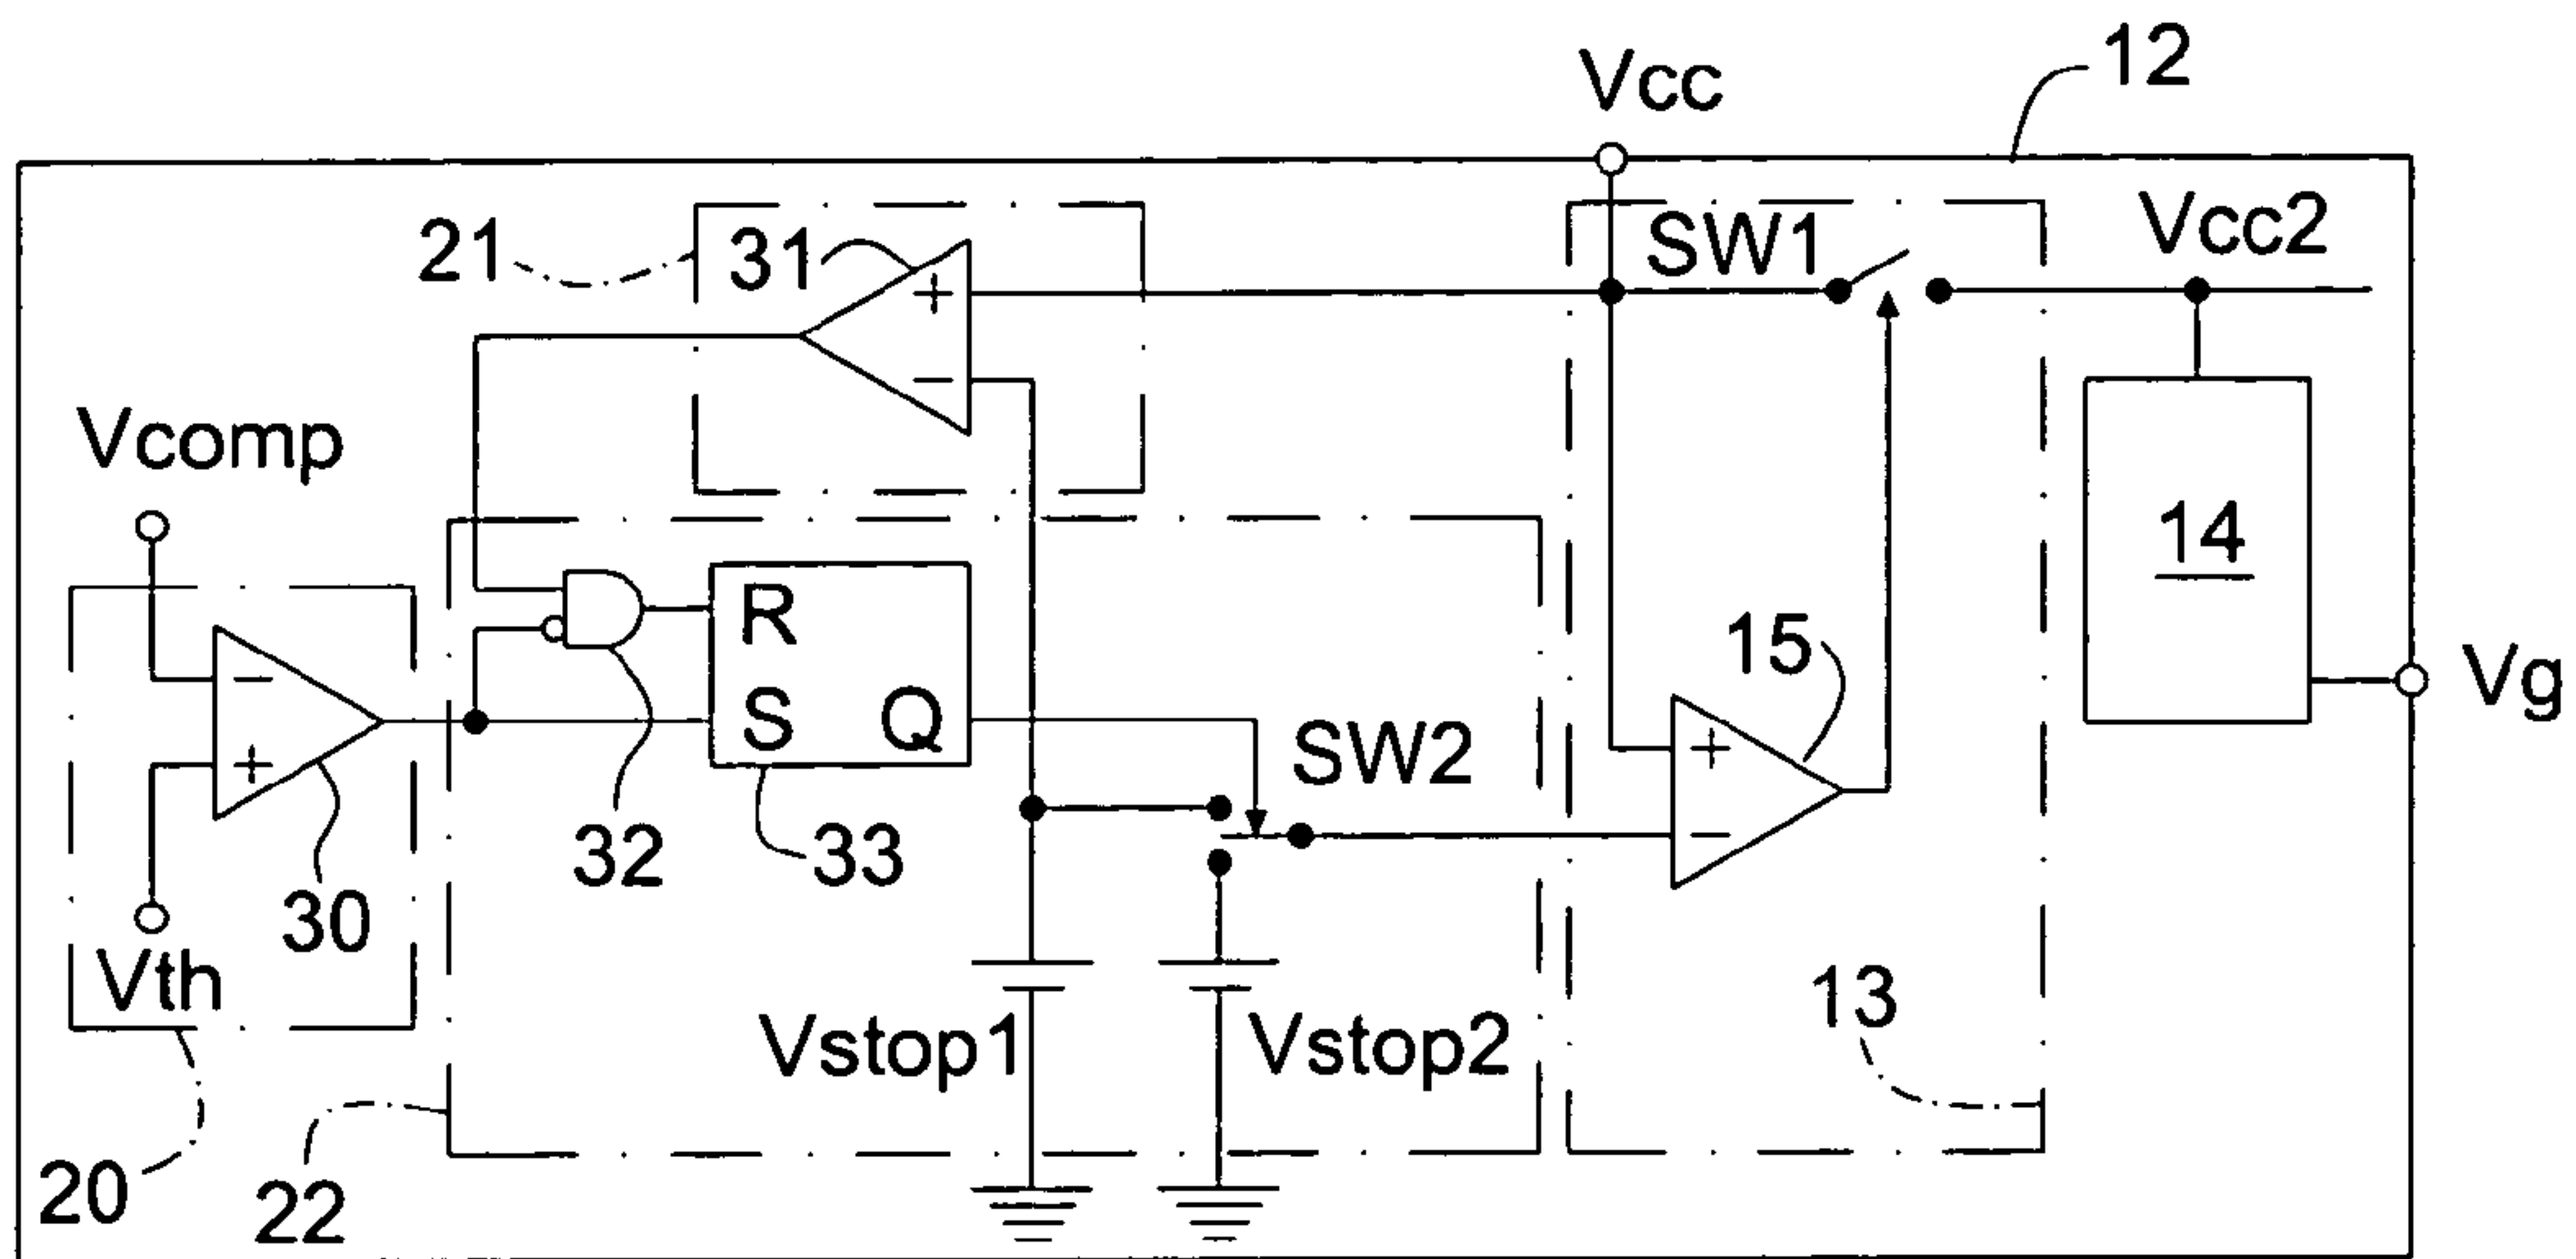 Vcc
12
21
31
+
−
SW1
Vcc2
Vcomp
14
−
+
R
S
Q
15
+
−
Vg
SW2
32
33
30
Vth
Vstop1
Vstop2
13
20
22